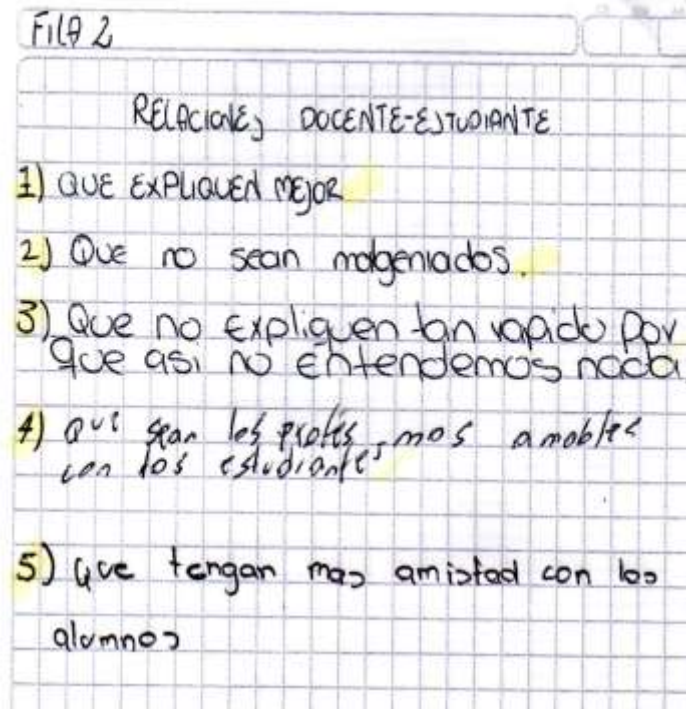 FILA 2
RELACIONES DOCENTE-ESTUDIANTE
1) QUE EXPLIQUEN MEJOR
2) Que no sean malgeniados.
3) Que no expliquen tan rapido por
que asi no entendemos nada
4) que sean los profes mas amables
con los estudiantes
5) que tengan mas amistad con los
alumnos